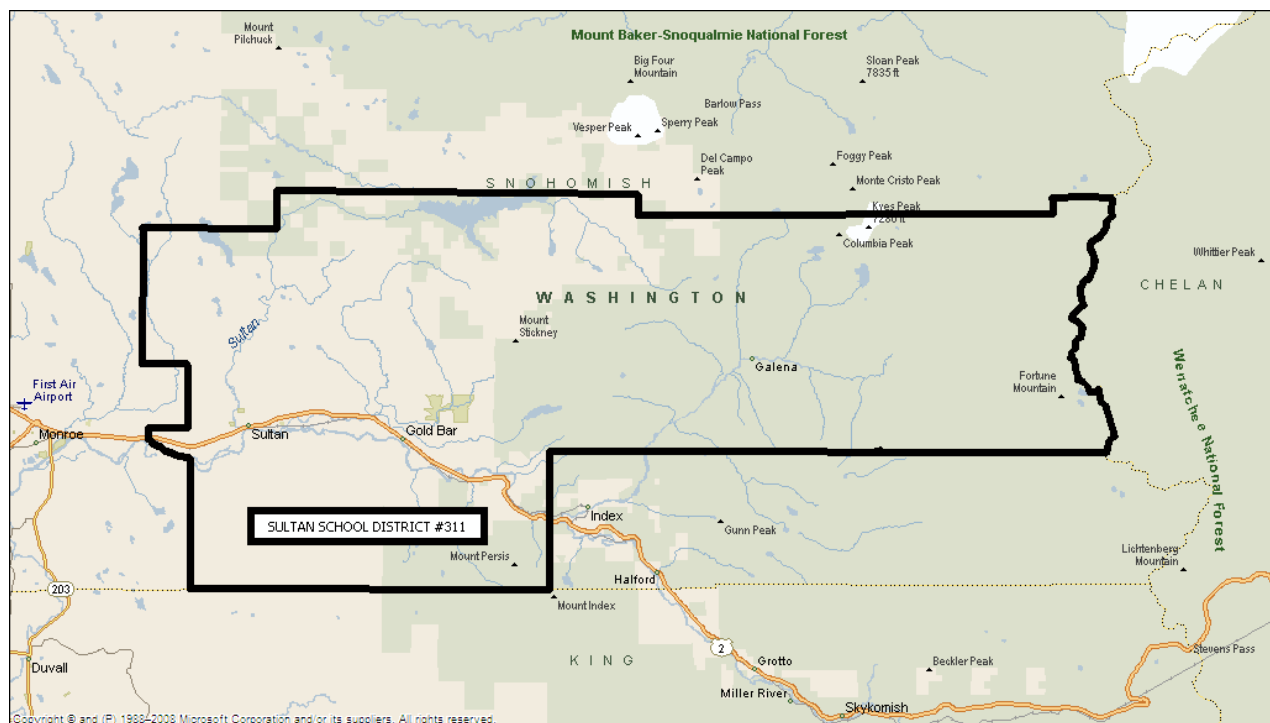 Mount
Pilchuck
Mount Baker-Snoqualmie National Forest
Big Four
Mountain
Sloan Peak
7835 ft
Barlow Pass
Vesper Peak
Sperry Peak
Del Campo
Peak
Foggy Peak
SNOHOMISH
Monte Cristo Peak
Kyes Peak
7280 ft
Columbia Peak
Whittier Peak
CHELAN
WASHINGTON
Sultan
Mount
Stickney
Galena
First Air
Airport
Fortune
Mountain
Wenatchee National Forest
Monroe
Sultan
Gold Bar
SULTAN SCHOOL DISTRICT #311
Index
Gunn Peak
Mount Persis
Lichtenberg
Mountain
Halford
203
Mount Index
2
KING
Stevens Pass
Duvall
Grotto
Beckler Peak
Miller River
Skykomish
Copyright © and (P) 1988–2008 Microsoft Corporation and/or its suppliers. All rights reserved.